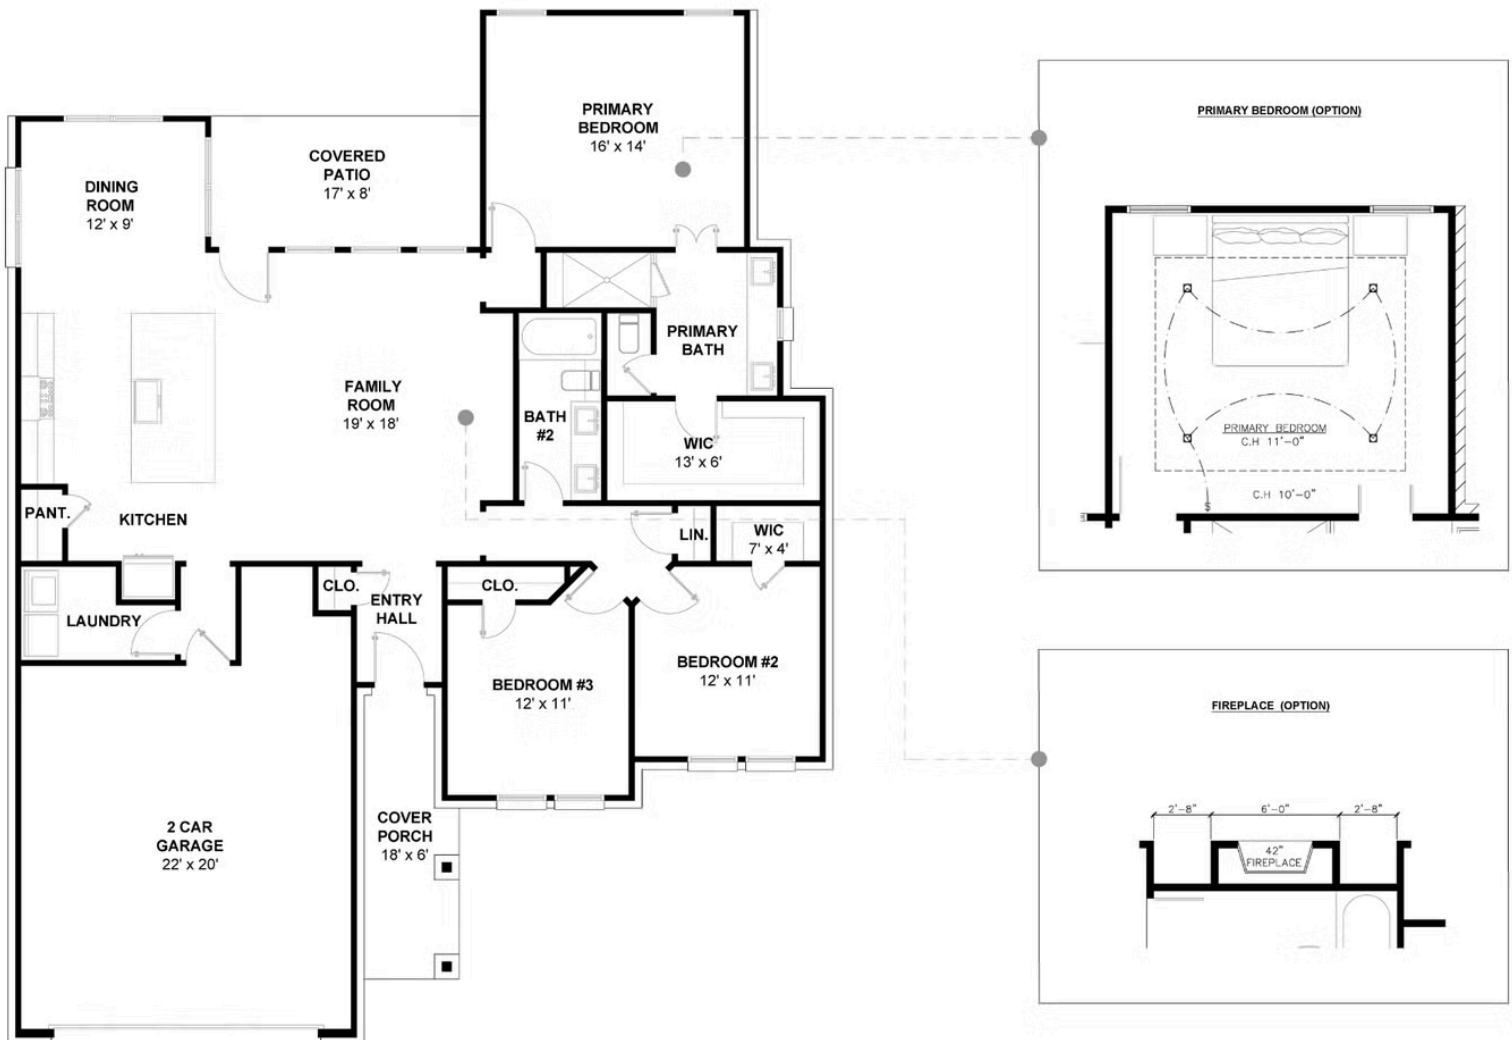 PRIMARY
BEDROOM
16' x 14'
COVERED
PATIO
17' x 8'
DINING
ROOM
12' x 9'
PRIMARY
BATH
FAMILY
ROOM
19' x 18'
BATH
#2
WIC
13' x 6'
PANT.
KITCHEN
LIN.
WIC
7' x 4'
CLO.
CLO.
ENTRY
HALL
LAUNDRY
BEDROOM #3
12' x 11'
BEDROOM #2
12' x 11'
2 CAR
GARAGE
22' x 20'
COVER
PORCH
18' x 6'
PRIMARY BEDROOM (OPTION)
PRIMARY BEDROOM
C.H 11'-0"
C.H 10'-0"
$
FIREPLACE (OPTION)
2'-8" 6'-0" 2'-8"
42"
FIREPLACE